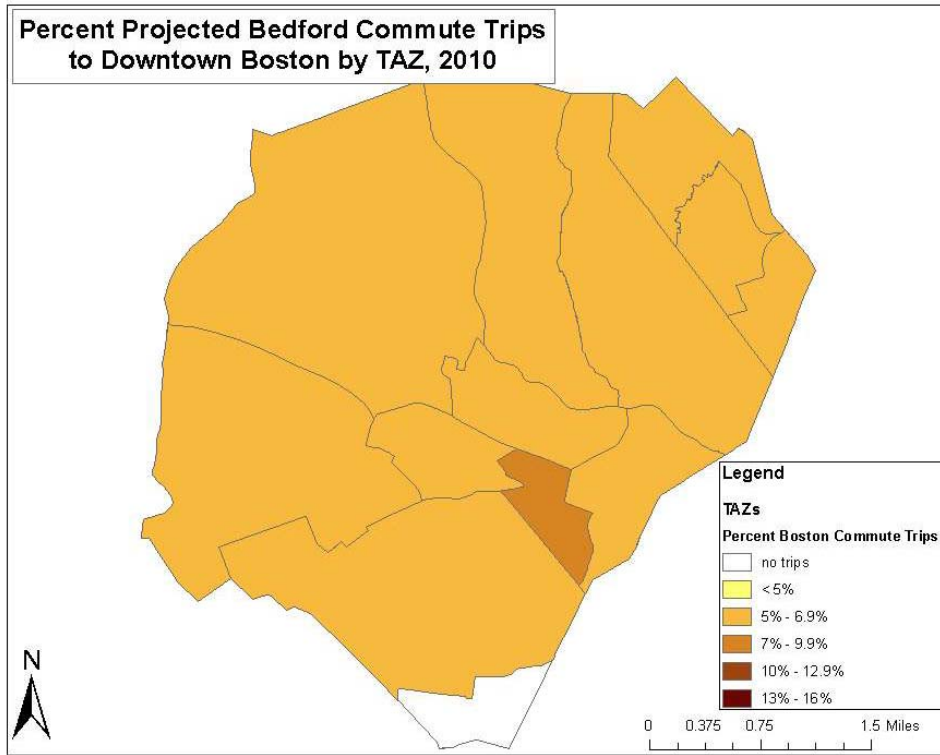 Percent Projected Bedford Commute Trips
to Downtown Boston by TAZ, 2010
Legend
TAZs
Percent Boston Commute Trips
no trips
< 5%
5% - 6.9%
7% - 9.9%
10% - 12.9%
13% - 16%
N
0 0.375 0.75 1.5 Miles